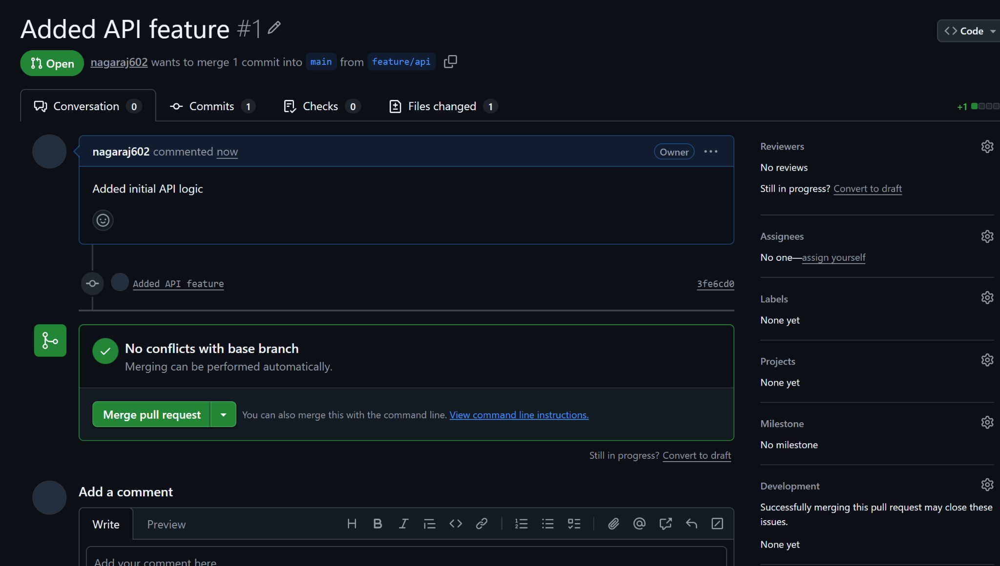 Added API feature #1
Code
Open
nagaraj602 wants to merge 1 commit into main from feature/api
Conversation 0
Commits 1
Checks 0
Files changed 1
+1
nagaraj602 commented now
Owner
Added initial API logic
Added API feature
3fe6cd0
No conflicts with base branch
Merging can be performed automatically.
Merge pull request
You can also merge this with the command line. View command line instructions.
Still in progress? Convert to draft
Add a comment
Write
Preview
Add your comment here
Reviewers
No reviews
Still in progress? Convert to draft
Assignees
No one—assign yourself
Labels
None yet
Projects
None yet
Milestone
No milestone
Development
Successfully merging this pull request may close these
issues.
None yet